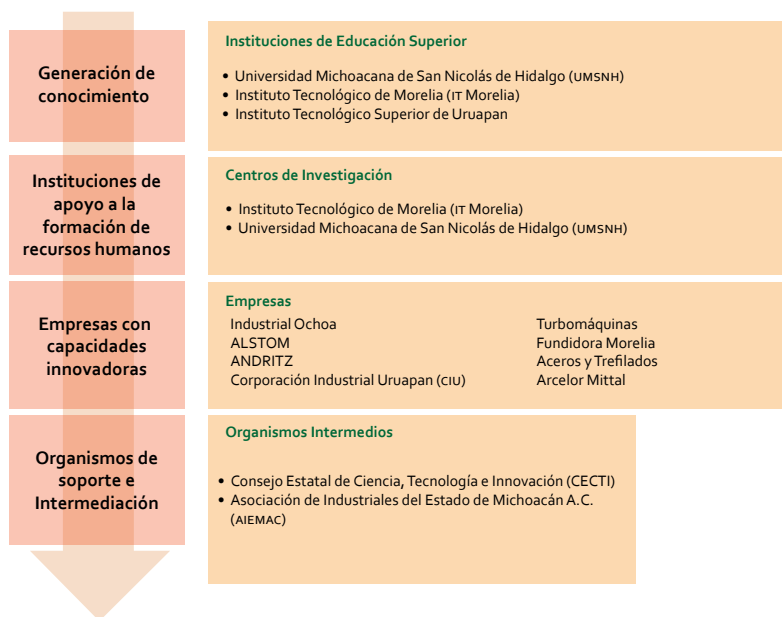 Generación de
conocimiento
Instituciones de Educación Superior
• Universidad Michoacana de San Nicolás de Hidalgo (UMSNH)
• Instituto Tecnológico de Morelia (IT Morelia)
• Instituto Tecnológico Superior de Uruapan
Instituciones de
apoyo a la
formación de
recursos humanos
Centros de Investigación
• Instituto Tecnológico de Morelia (IT Morelia)
• Universidad Michoacana de San Nicolás de Hidalgo (UMSNH)
Empresas con
capacidades
innovadoras
Empresas
Industrial Ochoa
ALSTOM
ANDRITZ
Corporación Industrial Uruapan (CIU)
Turbomáquinas
Fundidora Morelia
Aceros y Trefilados
Arcelor Mittal
Organismos de
soporte e
Intermediación
Organismos Intermedios
• Consejo Estatal de Ciencia, Tecnología e Innovación (CECTI)
• Asociación de Industriales del Estado de Michoacán A.C.
(AIEMAC)